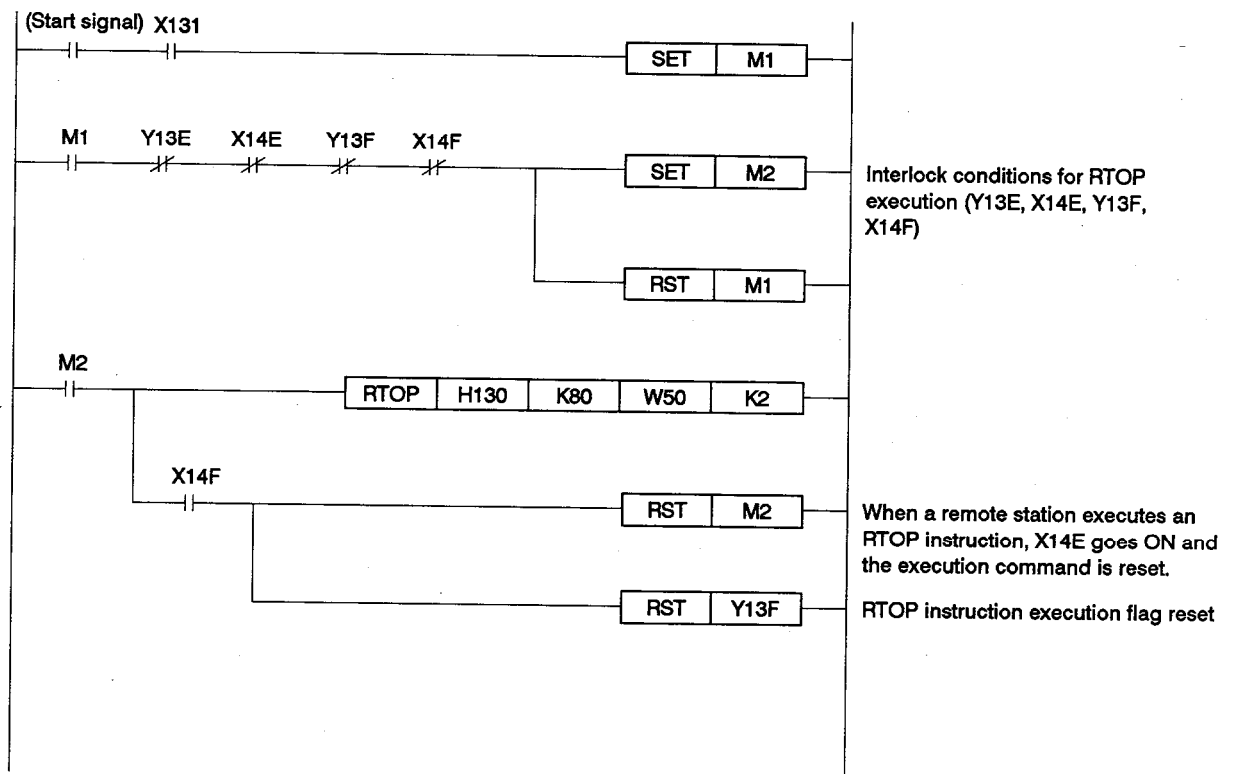 (Start signal) X131
SET M1
M1 Y13E X14E Y13F X14F
SET M2
Interlock conditions for RTOP
execution (Y13E, X14E, Y13F,
X14F)
RST M1
M2
RTOP H130 K80 W50 K2
X14F
RST M2
When a remote station executes an
RTOP instruction, X14E goes ON and
the execution command is reset.
RST Y13F
RTOP instruction execution flag reset